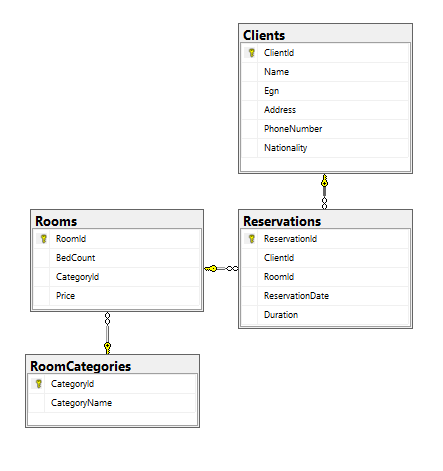 Clients
ClientId
Name
Egn
Address
PhoneNumber
Nationality
Rooms
RoomId
BedCount
CategoryId
Price
Reservations
ReservationId
ClientId
RoomId
ReservationDate
Duration
RoomCategories
CategoryId
CategoryName